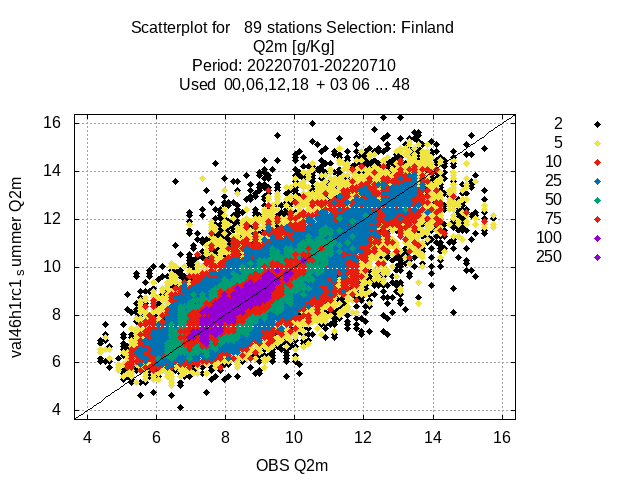 Scatterplot for   89 stations Selection: Finland
Q2m [g/Kg]
Period: 20220701-20220710
Used  00,06,12,18  + 03 06 ... 48
val46h1rc1 s ummer Q2m
16
14
12
10
8
6
4
4 6 8 10 12 14 16
OBS Q2m
2
5
10
25
50
75
100
250